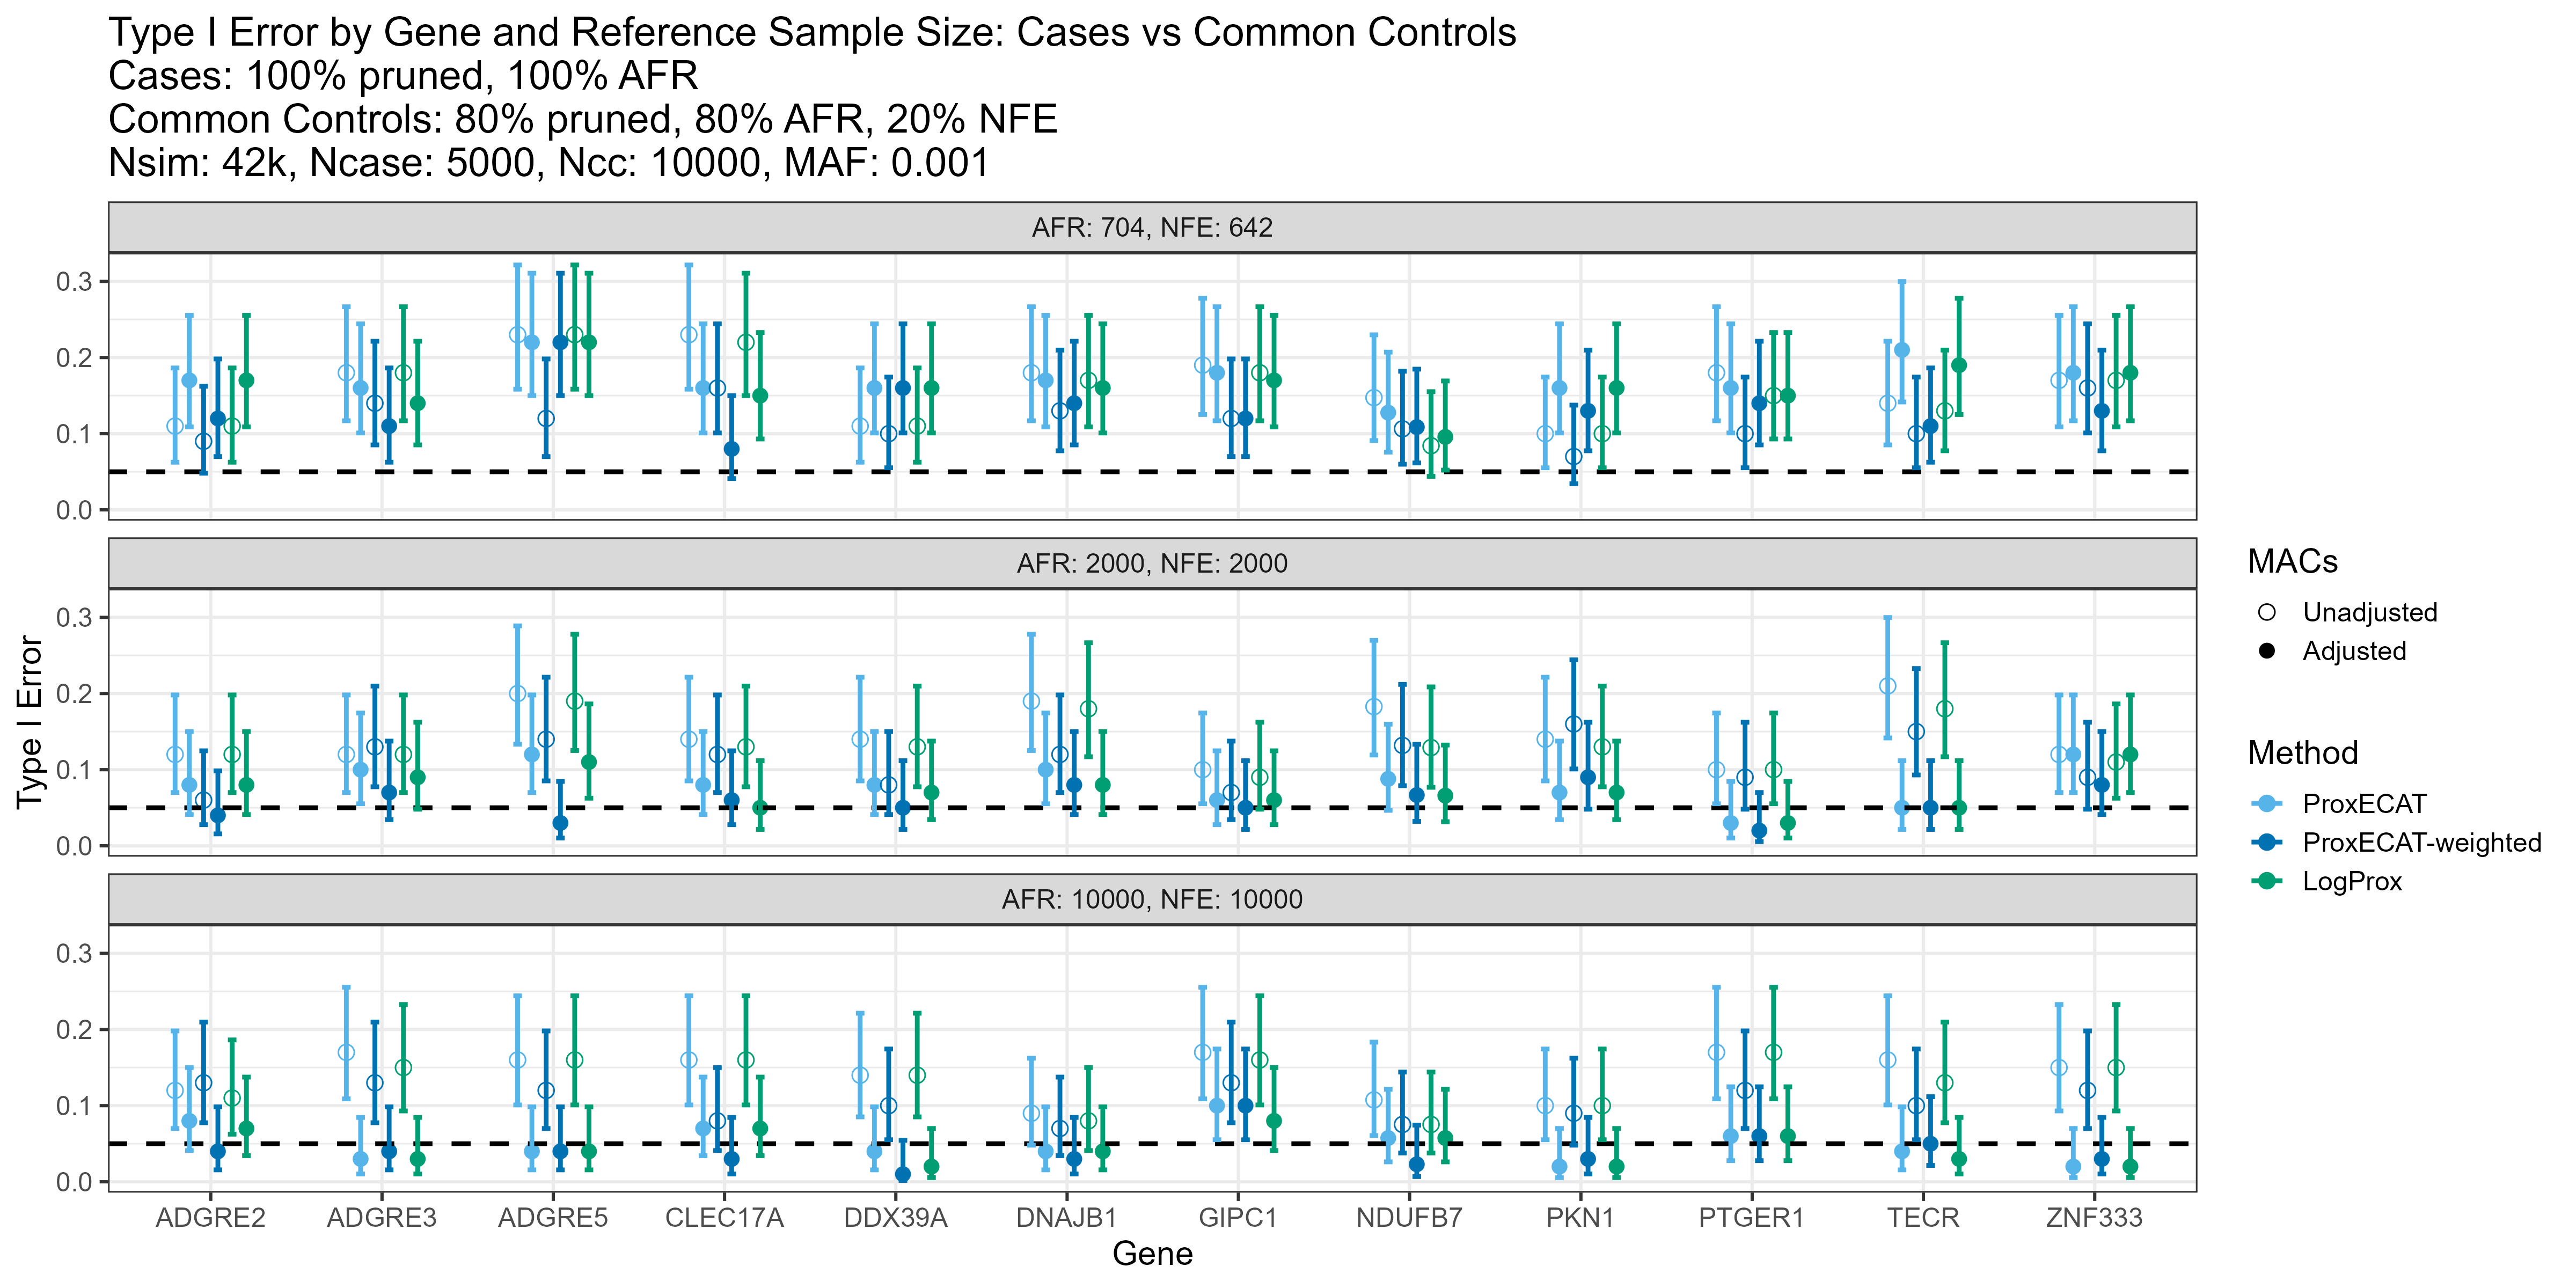 Type I Error by Gene and Reference Sample Size: Cases vs Common Controls
Cases: 100% pruned, 100% AFR
Common Controls: 80% pruned, 80% AFR, 20% NFE
Nsim: 42k, Ncase: 5000, Ncc: 10000, MAF: 0.001
AFR: 704, NFE: 642
0.3
0.2
0.1
0.0
AFR: 2000, NFE: 2000
0.3
0.2
0.1
0.0
AFR: 10000, NFE: 10000
0.3
0.2
0.1
0.0
Type I Error
ADGRE2 ADGRE3 ADGRE5 CLEC17A DDX39A DNAJB1 GIPC1 NDUFB7 PKN1 PTGER1 TECR ZNF333
Gene
MACs
Unadjusted
Adjusted
Method
ProxECAT
ProxECAT-weighted
LogProx